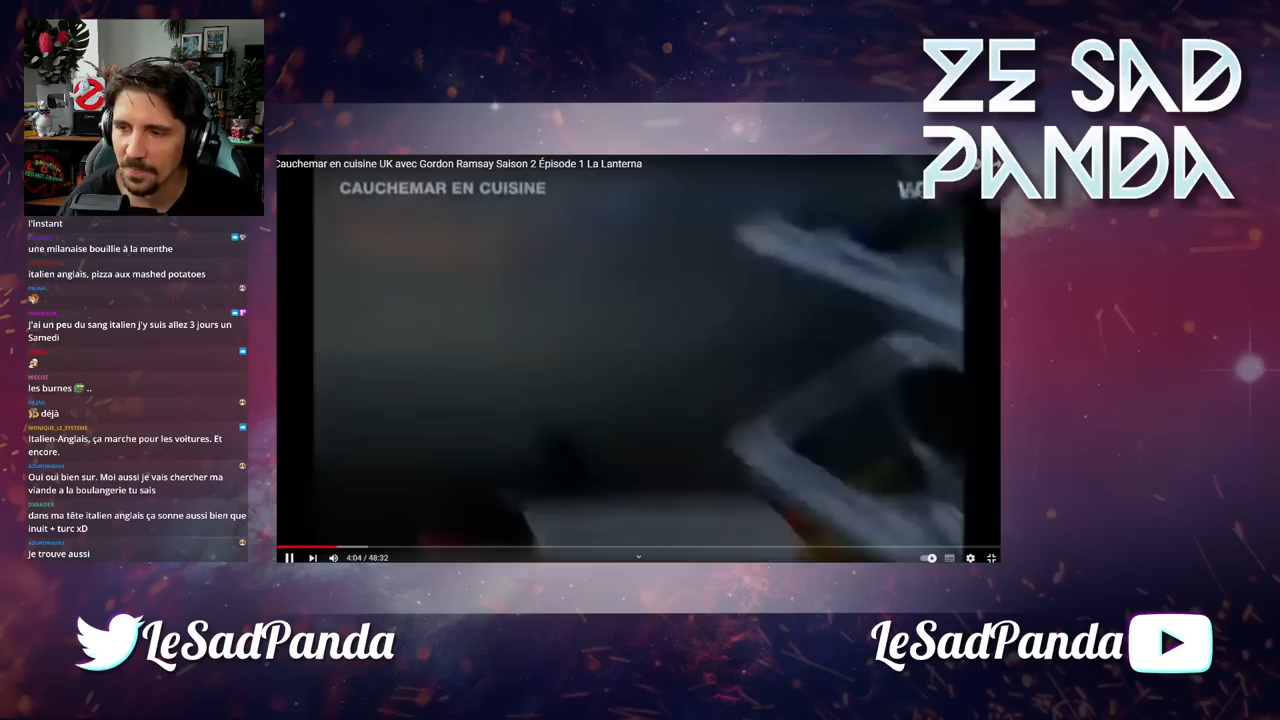 ZE SAD
PANDA
Cauchemar en cuisine UK avec Gordon Ramsay Saison 2 Épisode 1 La Lanterna
CAUCHEMAR EN CUISINE
l'instant
une milanaise bouillie à la menthe
italien anglais, pizza aux mashed potatoes
J'ai un peu du sang italien j'y suis allez 3 jours un
Samedi
les burnes ..
déjà
MONIQUE_LE_SYSTEME
Italien-Anglais, ça marche pour les voitures. Et
encore.
AZURORIGINS
Oui oui bien sur. Moi aussi je vais chercher ma
viande a la boulangerie tu sais
dans ma tête italien anglais ça sonne aussi bien que
inuit + turc xD
AZURORIGINS
Je trouve aussi
4:04 / 48:32
LeSadPanda
LeSadPanda